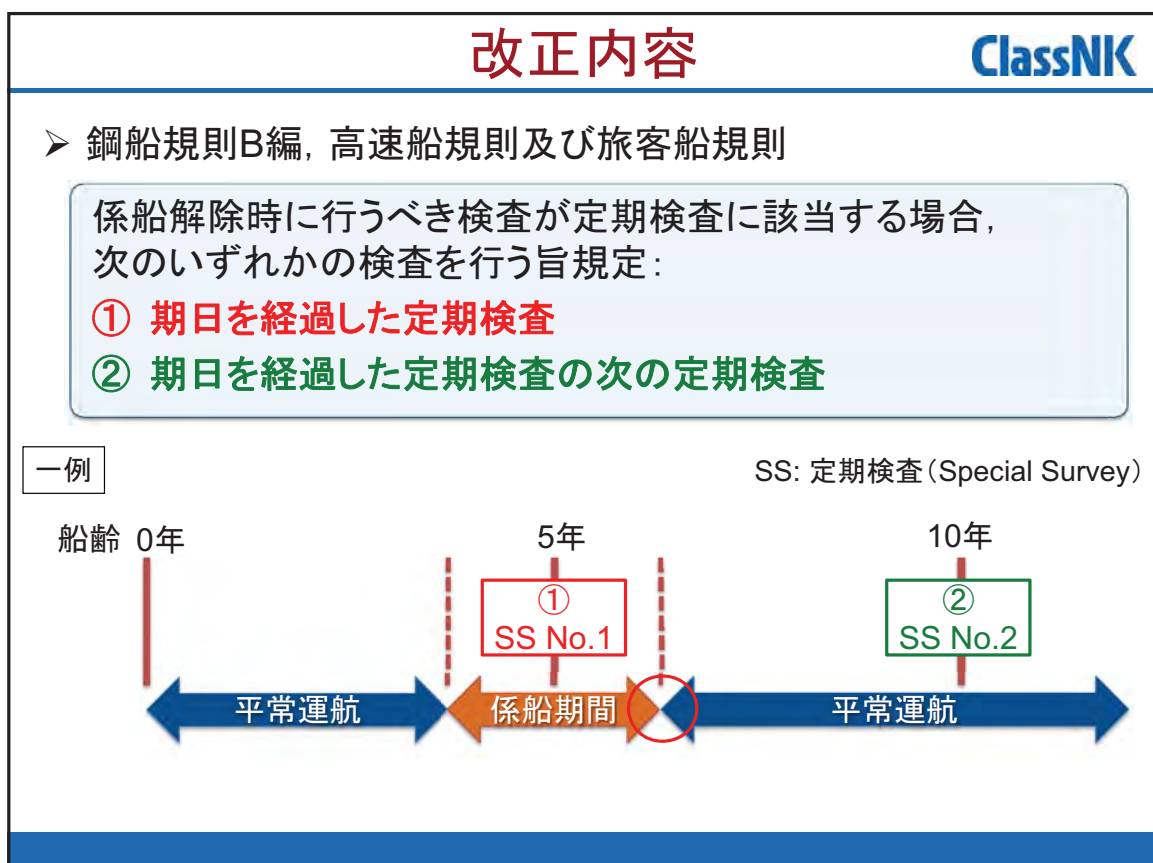 改正内容
ClassNK
➢ 鋼船規則B編，高速船規則及び旅客船規則
係船解除時に行うべき検査が定期検査に該当する場合，
次のいずれかの検査を行う旨規定：
① 期日を経過した定期検査
② 期日を経過した定期検査の次の定期検査
一例
SS: 定期検査（Special Survey）
船齢 0年 5年 10年
① ②
SS No.1 SS No.2
平常運航 係船期間 平常運航